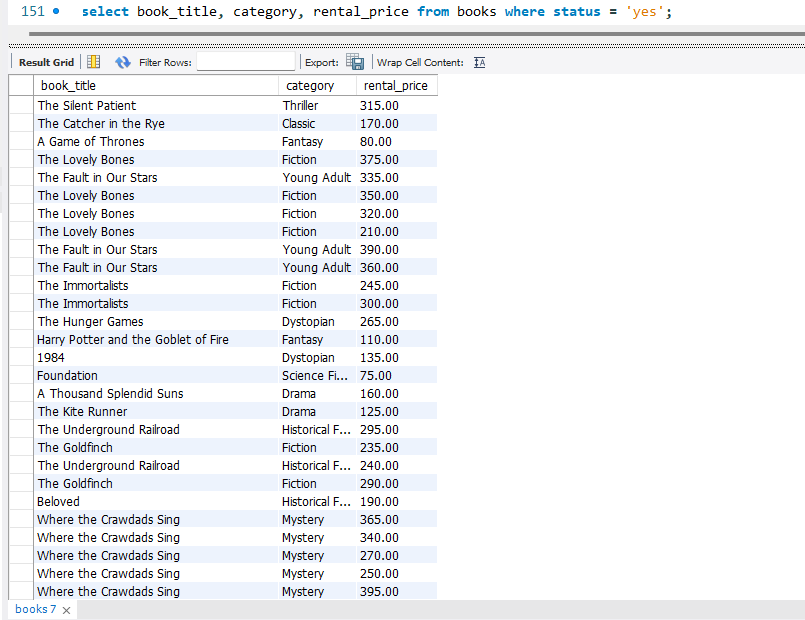 151 select book_title, category, rental_price from books where status = 'yes';
Result Grid Filter Rows: Export: Wrap Cell Content:
book_title category rental_price
The Silent Patient Thriller 315.00
The Catcher in the Rye Classic 170.00
A Game of Thrones Fantasy 80.00
The Lovely Bones Fiction 375.00
The Fault in Our Stars Young Adult 335.00
The Lovely Bones Fiction 350.00
The Lovely Bones Fiction 320.00
The Lovely Bones Fiction 210.00
The Fault in Our Stars Young Adult 390.00
The Fault in Our Stars Young Adult 360.00
The Immortalists Fiction 245.00
The Immortalists Fiction 300.00
The Hunger Games Dystopian 265.00
Harry Potter and the Goblet of Fire Fantasy 110.00
1984 Dystopian 135.00
Foundation Science Fi... 75.00
A Thousand Splendid Suns Drama 160.00
The Kite Runner Drama 125.00
The Underground Railroad Historical F... 295.00
The Goldfinch Fiction 235.00
The Underground Railroad Historical F... 240.00
The Goldfinch Fiction 290.00
Beloved Historical F... 190.00
Where the Crawdads Sing Mystery 365.00
Where the Crawdads Sing Mystery 340.00
Where the Crawdads Sing Mystery 270.00
Where the Crawdads Sing Mystery 250.00
Where the Crawdads Sing Mystery 395.00
books 7